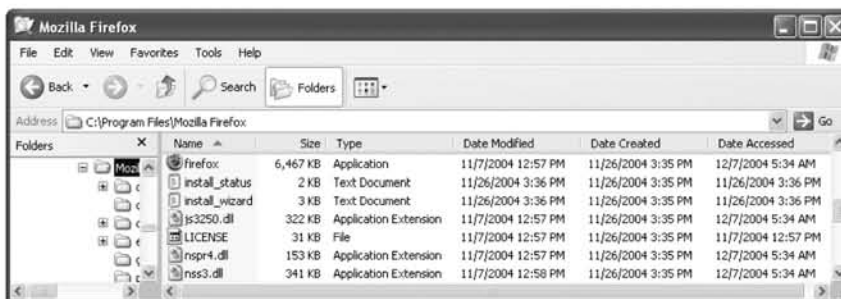 Mozilla Firefox
File Edit View Favorites Tools Help
Back Search Folders
Address C:\Program Files\Mozilla Firefox Go
Folders Name Size Type Date Modified Date Created Date Accessed
firefox 6,467 KB Application 11/7/2004 12:57 PM 11/26/2004 3:35 PM 12/7/2004 5:34 AM
install_status 2 KB Text Document 11/26/2004 3:36 PM 11/26/2004 3:36 PM 11/26/2004 3:36 PM
install_wizard 3 KB Text Document 11/26/2004 3:36 PM 11/26/2004 3:35 PM 11/26/2004 3:36 PM
js3250.dll 322 KB Application Extension 11/7/2004 12:57 PM 11/26/2004 3:35 PM 12/7/2004 5:34 AM
LICENSE 31 KB File 11/7/2004 12:57 PM 11/26/2004 3:35 PM 11/7/2004 12:57 PM
nspr4.dll 153 KB Application Extension 11/7/2004 12:57 PM 11/26/2004 3:35 PM 12/7/2004 5:34 AM
nss3.dll 341 KB Application Extension 11/7/2004 12:58 PM 11/26/2004 3:35 PM 12/7/2004 5:34 AM